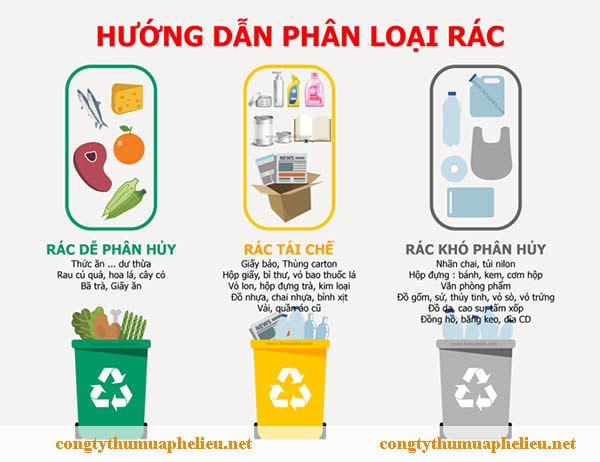 HƯỚNG DẪN PHÂN LOẠI RÁC
NEWS
RÁC DỄ PHÂN HỦY
Thức ăn ... dư thừa
Rau củ quả, hoa lá, cây cỏ
Bã trà, Giấy ăn
RÁC TÁI CHẾ
Giấy báo, Thùng carton
Hộp giấy, bì thư, vỏ bao thuốc lá
Vỏ lon, hộp đựng trà, kim loại
Đồ nhựa, chai nhựa, bình xịt
Vải, quần áo cũ
RÁC KHÓ PHÂN HỦY
Nhãn chai, túi nilon
Hộp đựng : bánh, kem, cơm hộp
Văn phòng phẩm
Đồ gốm, sứ, thủy tinh, vỏ sò, vỏ trứng
Đồ da, cao su, tấm xốp
Đồng hồ, băng keo, đĩa CD
congtythumuaphelieu.net
congtythumuaphelieu.net